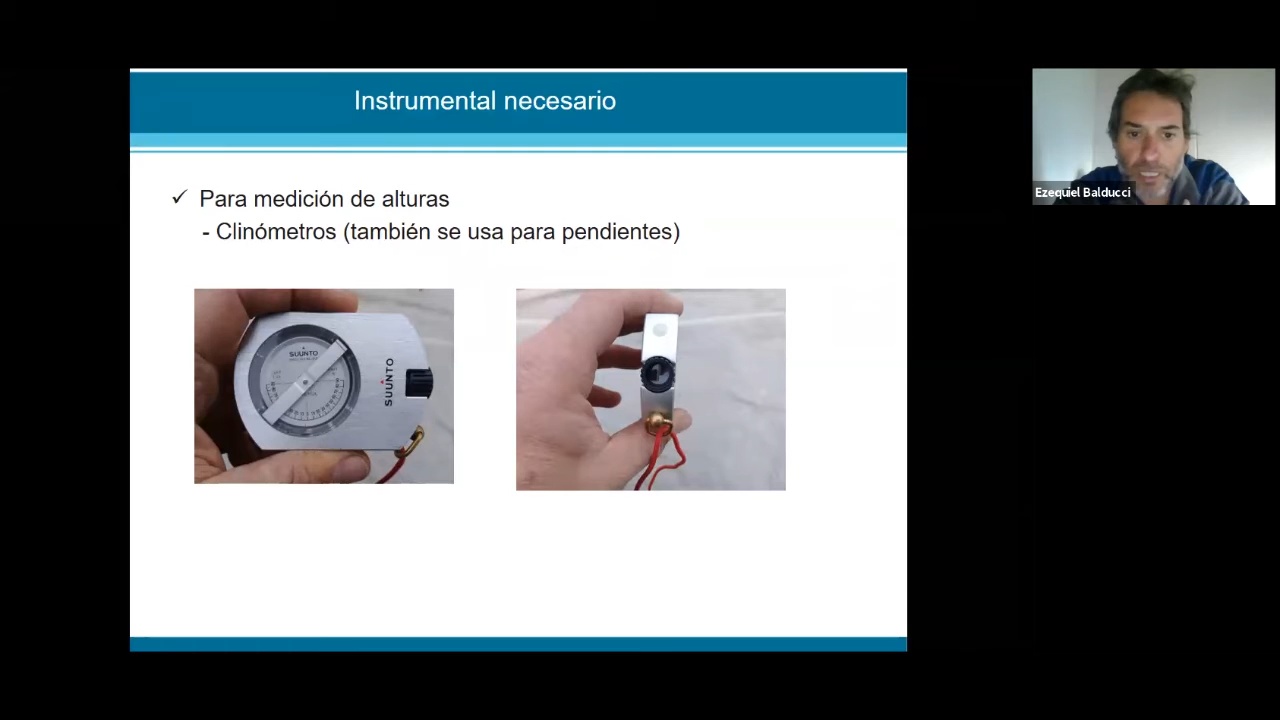 Instrumental necesario
✓ Para medición de alturas
- Clinómetros (también se usa para pendientes)
SUUNTO
SUUNTO
Ezequiel Balducci